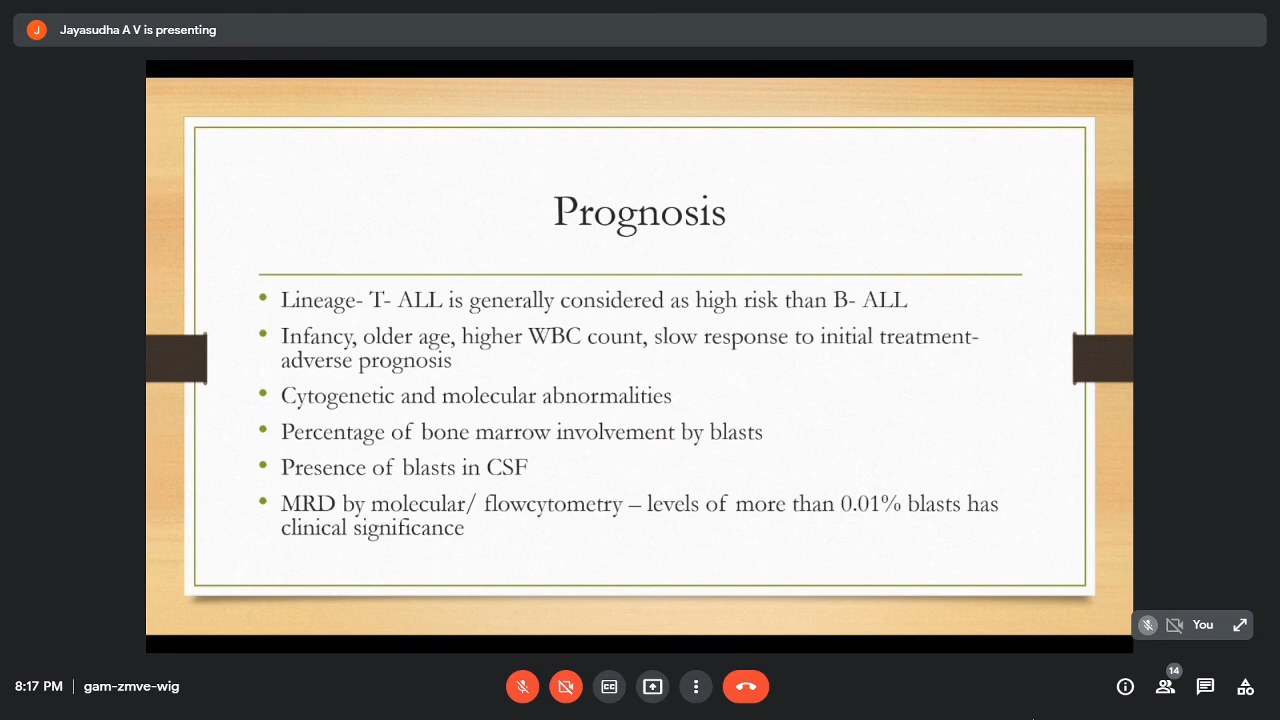 J Jayasudha A V is presenting
Prognosis
• Lineage- T- ALL is generally considered as high risk than B- ALL
• Infancy, older age, higher WBC count, slow response to initial treatment-
adverse prognosis
• Cytogenetic and molecular abnormalities
• Percentage of bone marrow involvement by blasts
• Presence of blasts in CSF
• MRD by molecular/ flowcytometry – levels of more than 0.01% blasts has
clinical significance
You
8:17 PM | gam-zmve-wig
CC
14